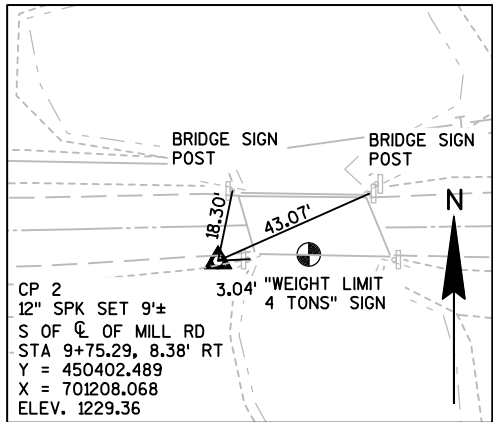 BRIDGE SIGN
POST
BRIDGE SIGN
POST
18.30'
43.07'
N
3.04'
"WEIGHT LIMIT
4 TONS" SIGN
CP 2
12" SPK SET 9'±
S OF ℄ OF MILL RD
STA 9+75.29, 8.38' RT
Y = 450402.489
X = 701208.068
ELEV. 1229.36